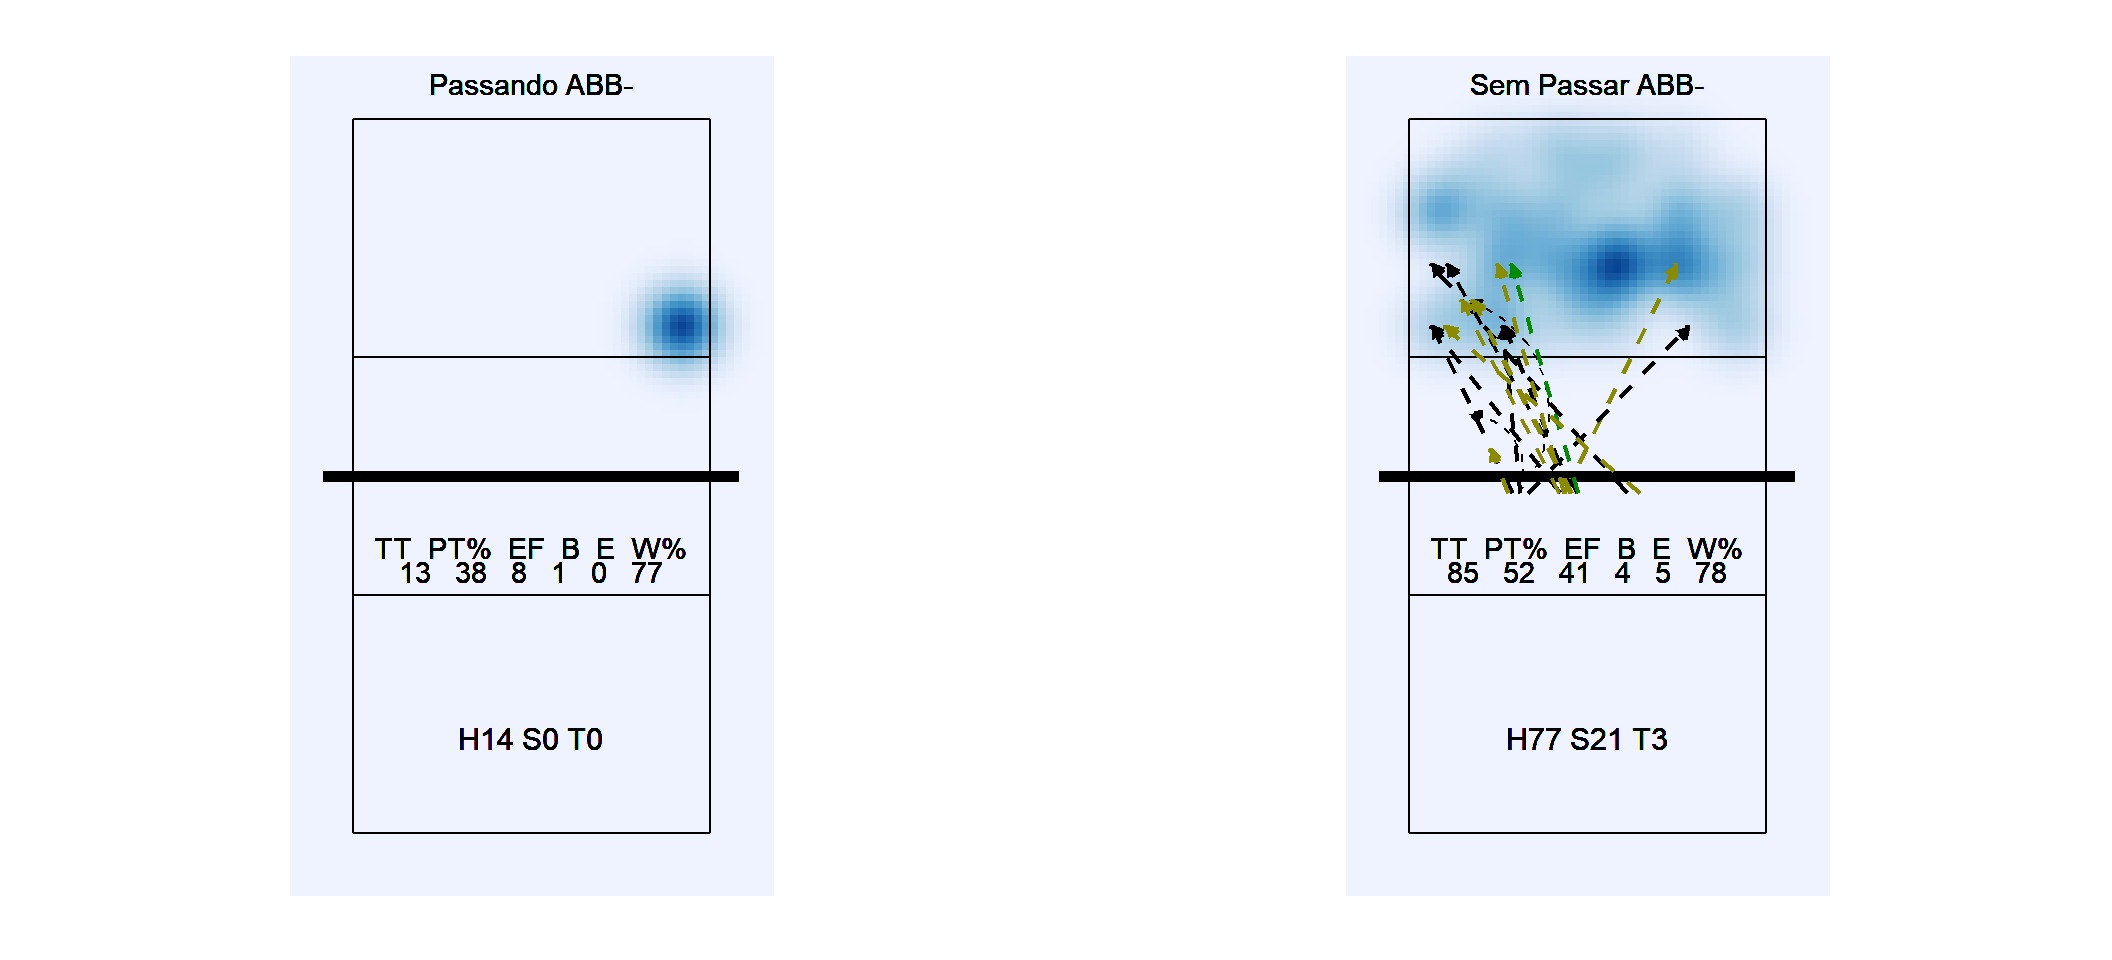 Passando ABB-
TT PT% EF B E W%
13 38 8 1 0 77
H14 S0 T0
Sem Passar ABB-
TT PT% EF B E W%
85 52 41 4 5 78
H77 S21 T3